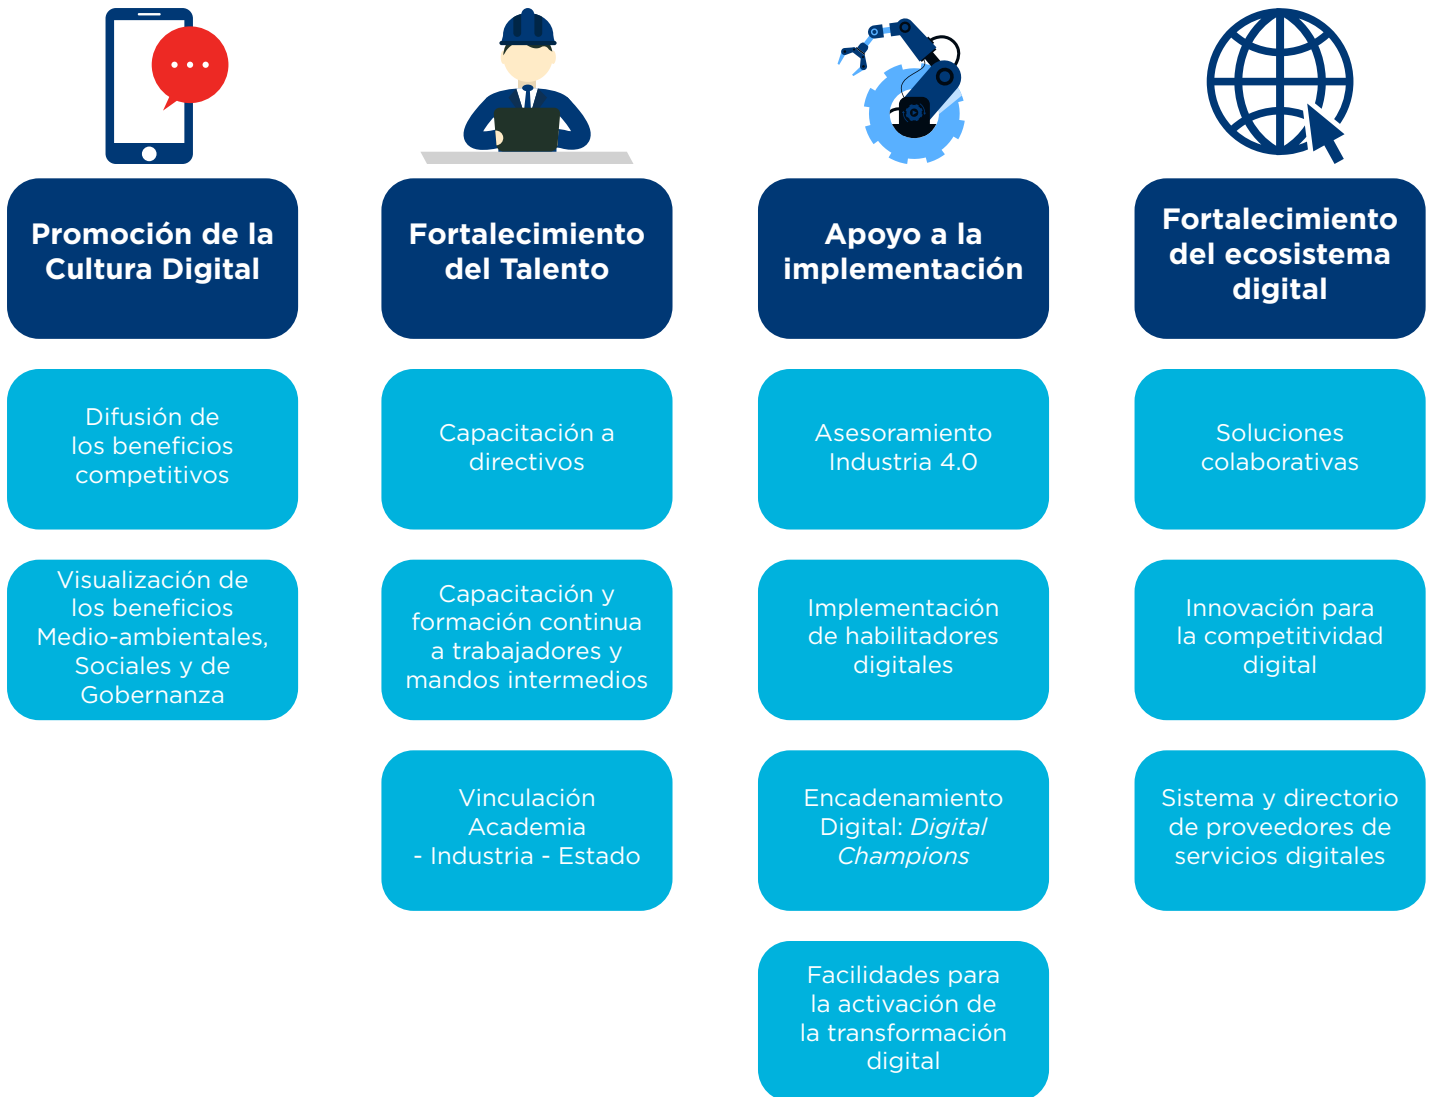 Promoción de la
Cultura Digital
Difusión de
los beneficios
competitivos
Visualización de
los beneficios
Medio-ambientales,
Sociales y de
Gobernanza
Fortalecimiento
del Talento
Capacitación a
directivos
Capacitación y
formación continua
a trabajadores y
mandos intermedios
Vinculación
Academia
- Industria - Estado
Apoyo a la
implementación
Asesoramiento
Industria 4.0
Implementación
de habilitadores
digitales
Encadenamiento
Digital: Digital
Champions
Facilidades para
la activación de
la transformación
digital
Fortalecimiento
del ecosistema
digital
Soluciones
colaborativas
Innovación para
la competitividad
digital
Sistema y directorio
de proveedores de
servicios digitales